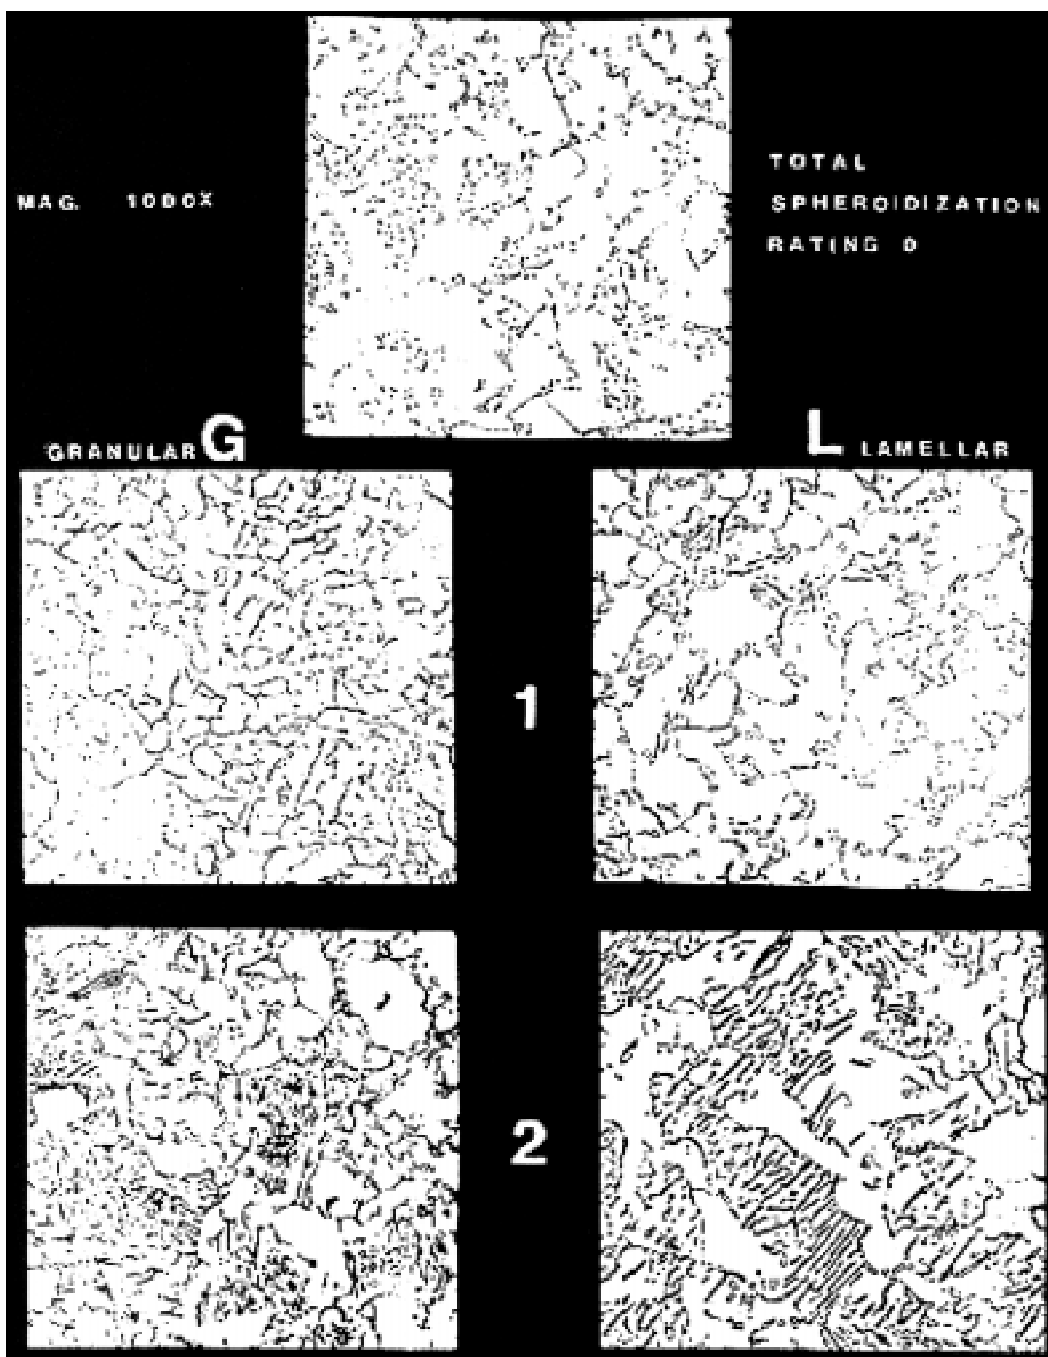 MAG. 1000X
TOTAL
SPHEROIDIZATION
RATING 0
GRANULAR G
L LAMELLAR
1
2